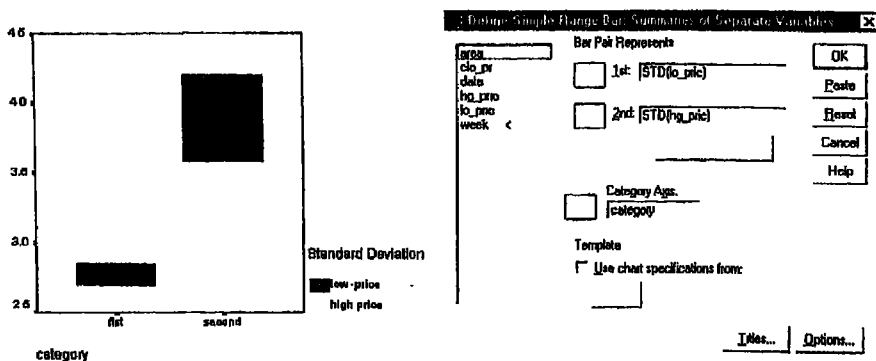 4.5
4.0
3.5
3.0
2.5
first
second
category
Standard Deviation
low-price
high price
Define Simple Range Bar: Summaries of Separate Variables
area
clo_pr
date
hg_pric
lo_pric
week
Bar Pair Represents
1st: STD(lo_pric)
2nd: STD(hg_pric)
Category Axis:
category
Template
Use chart specifications from:
OK
Paste
Reset
Cancel
Help
Titles...
Options...